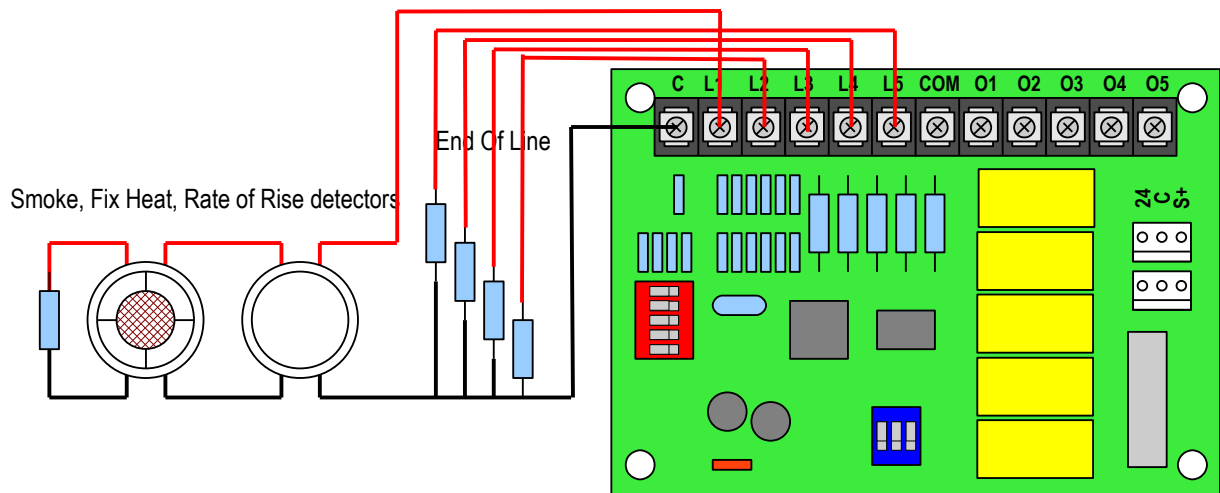 C L1 L2 L3 L4 L5 COM O1 O2 O3 O4 O5
End Of Line
Smoke, Fix Heat, Rate of Rise detectors
24
C
S+